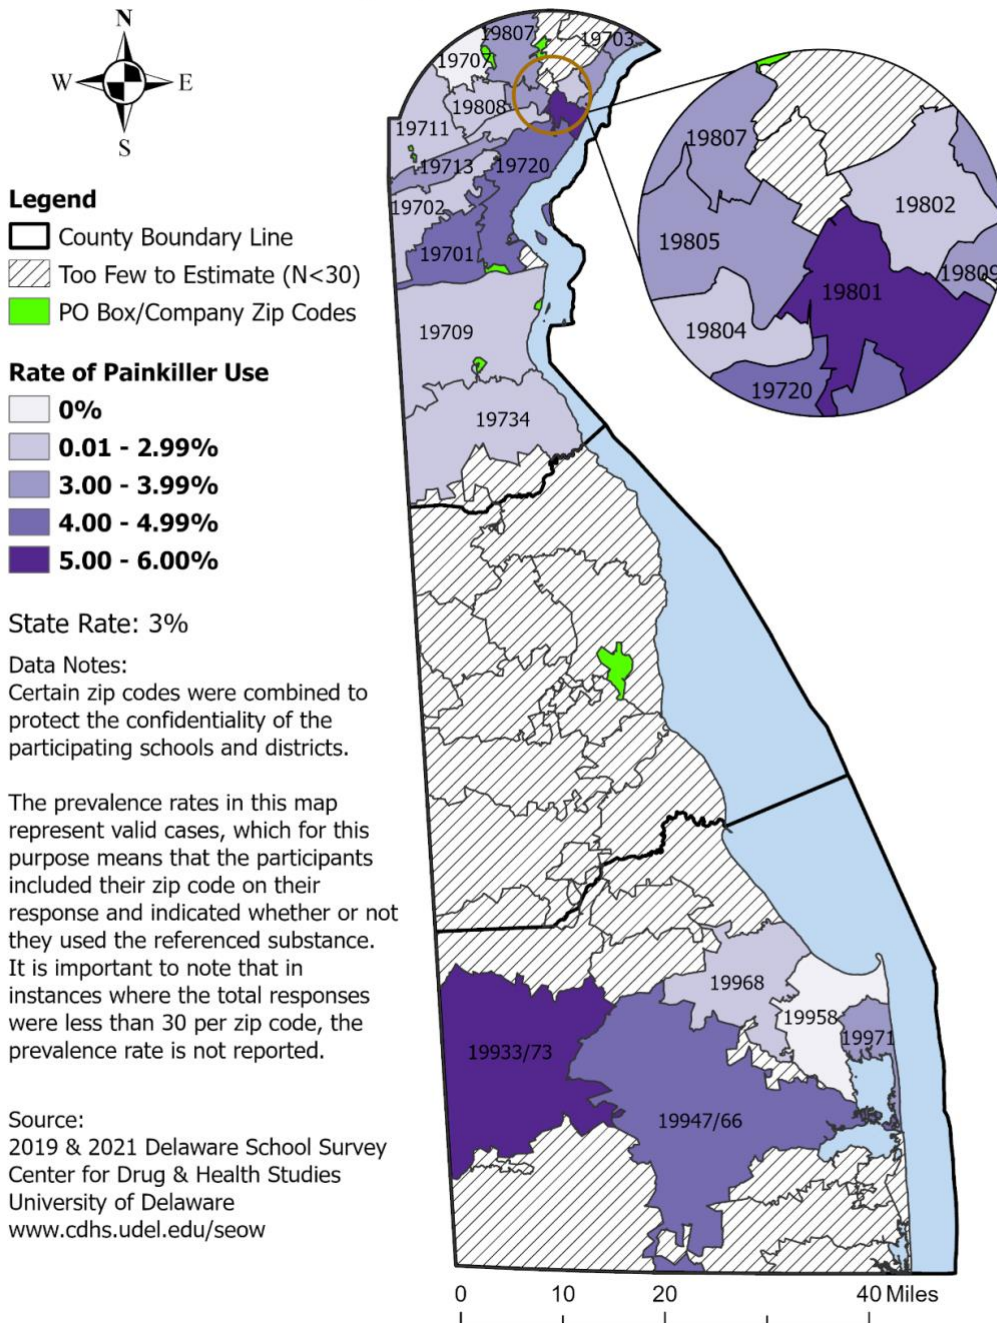 N
W
E
S
Legend
County Boundary Line
Too Few to Estimate (N<30)
PO Box/Company Zip Codes
Rate of Painkiller Use
0%
0.01 - 2.99%
3.00 - 3.99%
4.00 - 4.99%
5.00 - 6.00%
State Rate: 3%
Data Notes:
Certain zip codes were combined to
protect the confidentiality of the
participating schools and districts.
The prevalence rates in this map
represent valid cases, which for this
purpose means that the participants
included their zip code on their
response and indicated whether or not
they used the referenced substance.
It is important to note that in
instances where the total responses
were less than 30 per zip code, the
prevalence rate is not reported.
Source:
2019 & 2021 Delaware School Survey
Center for Drug & Health Studies
University of Delaware
www.cdhs.udel.edu/seow
19807
19703
19707
19808
19711
19713
19720
19702
19701
19709
19734
19807
19802
19805
19809
19801
19804
19720
19968
19958
19971
19933/73
19947/66
0
10
20
40 Miles